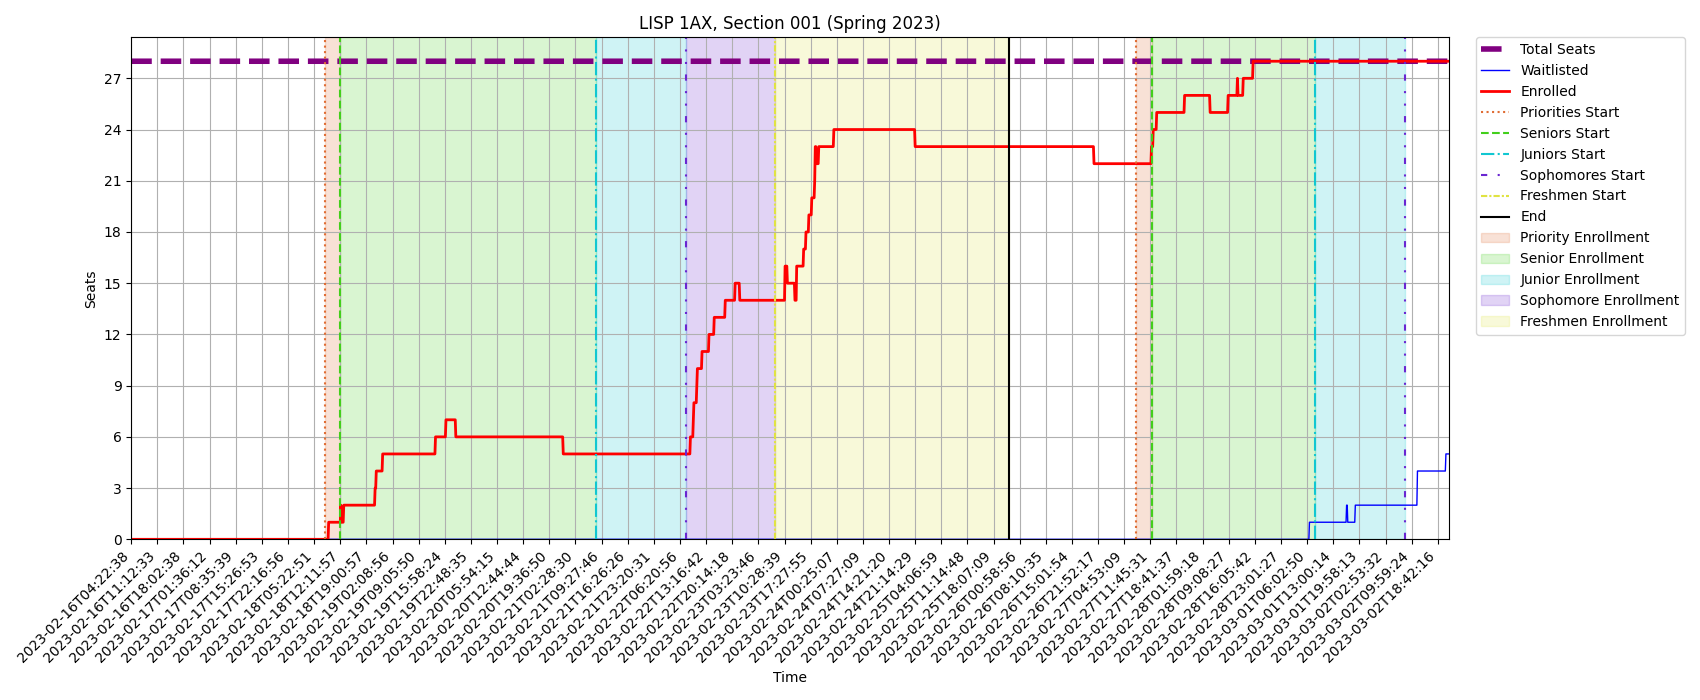 LISP 1AX, Section 001 (Spring 2023)
Total Seats
Waitlisted
Enrolled
Priorities Start
Seniors Start
Juniors Start
Sophomores Start
Freshmen Start
End
Priority Enrollment
Senior Enrollment
Junior Enrollment
Sophomore Enrollment
Freshmen Enrollment
Seats
27
24
21
18
15
12
9
6
3
0
2023-02-16T04:22:38
2023-02-16T11:12:33
2023-02-16T18:02:38
2023-02-17T01:36:12
2023-02-17T08:35:39
2023-02-17T15:26:53
2023-02-17T22:16:56
2023-02-18T05:22:51
2023-02-18T12:11:57
2023-02-18T19:00:57
2023-02-19T02:08:56
2023-02-19T09:05:50
2023-02-19T15:58:24
2023-02-19T22:48:35
2023-02-20T05:54:15
2023-02-20T12:44:44
2023-02-20T19:36:50
2023-02-21T02:28:30
2023-02-21T09:27:46
2023-02-21T16:26:26
2023-02-21T23:20:31
2023-02-22T06:20:56
2023-02-22T13:16:42
2023-02-22T20:14:18
2023-02-23T03:23:46
2023-02-23T10:28:39
2023-02-23T17:27:55
2023-02-24T00:25:07
2023-02-24T07:27:09
2023-02-24T14:21:20
2023-02-24T21:14:29
2023-02-25T04:06:59
2023-02-25T11:14:48
2023-02-25T18:07:09
2023-02-26T00:58:56
2023-02-26T08:10:35
2023-02-26T15:01:54
2023-02-26T21:52:17
2023-02-27T04:53:09
2023-02-27T11:45:31
2023-02-27T18:41:37
2023-02-28T01:59:18
2023-02-28T09:08:27
2023-02-28T16:05:42
2023-02-28T23:01:27
2023-03-01T06:02:50
2023-03-01T13:00:14
2023-03-01T19:58:13
2023-03-02T02:53:32
2023-03-02T09:59:24
2023-03-02T18:42:16
Time